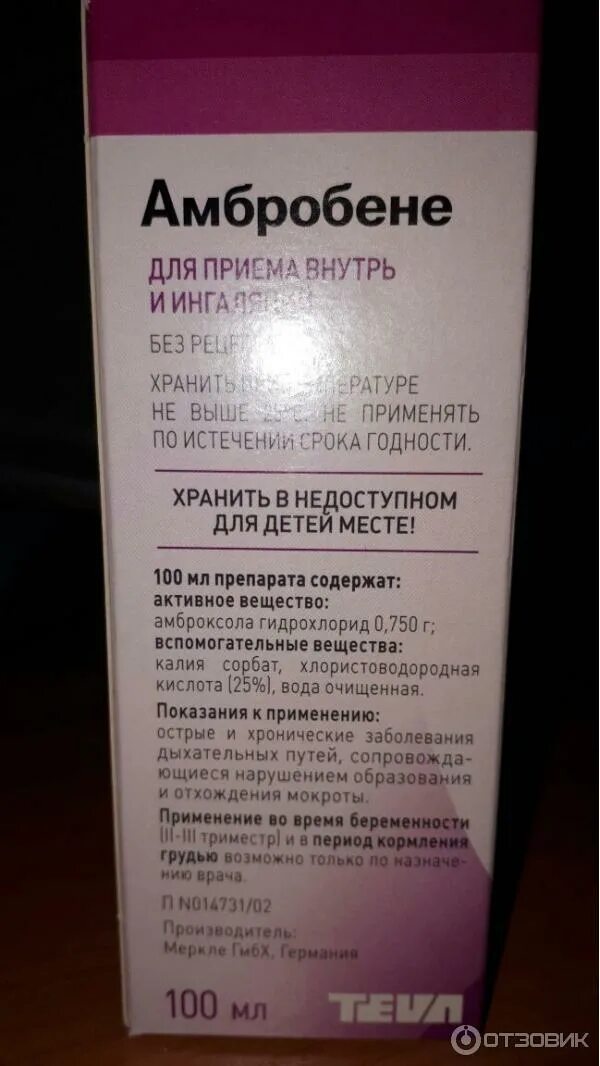 Амбробене
ДЛЯ ПРИЕМА ВНУТРЬ
И ИНГАЛЯЦИЙ
БЕЗ
ХРАНИТЬ
НЕ ВЫШЕ 25°C. НЕ ПРИМЕНЯТЬ
ПО ИСТЕЧЕНИИ СРОКА ГОДНОСТИ.
ХРАНИТЬ В НЕДОСТУПНОМ
ДЛЯ ДЕТЕЙ МЕСТЕ!
100 мл препарата содержат:
активное вещество:
амброксола гидрохлорид 0,750 г;
вспомогательные вещества:
калия сорбат, хлористоводородная
кислота (25%), вода очищенная.
Показания к применению:
острые и хронические заболевания
дыхательных путей, сопровожда-
ющиеся нарушением образования
и отхождения мокроты.
Применение во время беременности
(II-III триместр) и в период кормления
грудью возможно только по назначе-
нию врача.
П N014731/02
Производитель:
Меркле ГмбХ, Германия
100 мл TEVA
ОТЗОВИК